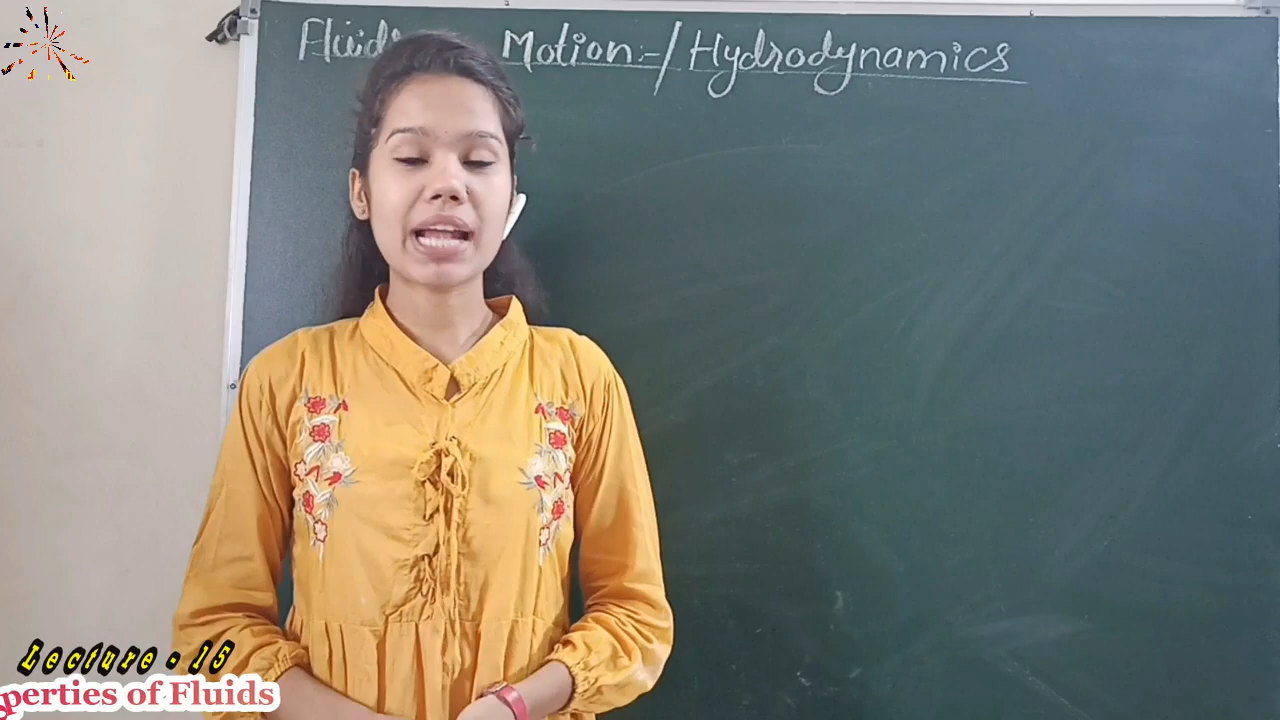 Fluids Motion:-/Hydrodynamics
Lecture - 15
perties of Fluids